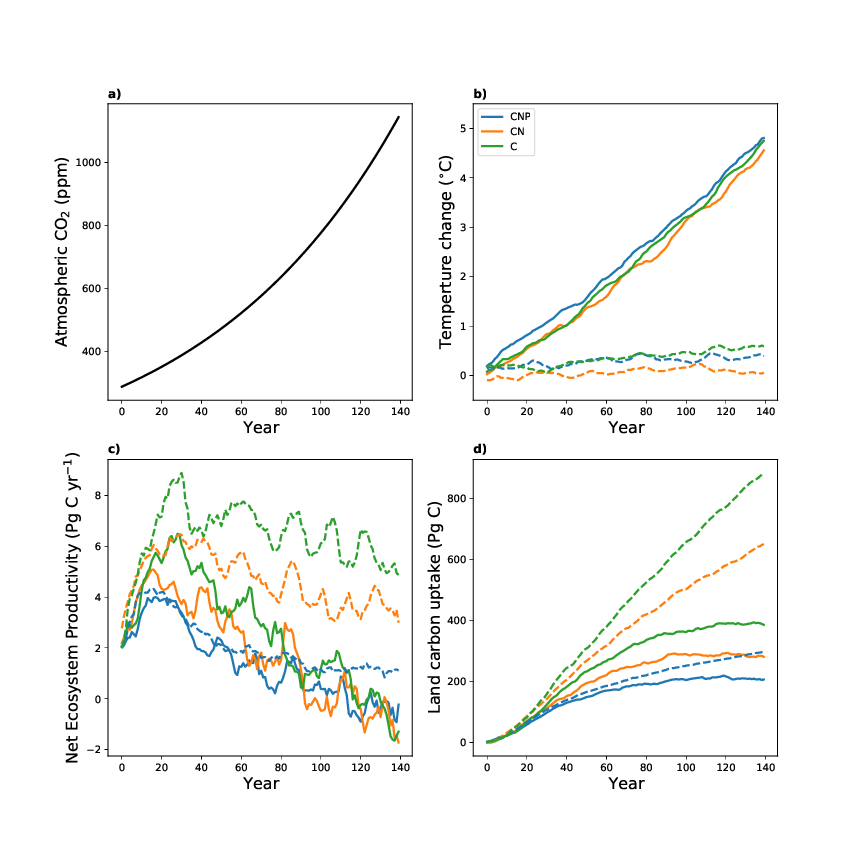 a)
Atmospheric CO2 (ppm)
1000
800
600
400
0 20 40 60 80 100 120 140
Year
b)
CNP
CN
C
Temperture change (°C)
5
4
3
2
1
0
0 20 40 60 80 100 120 140
Year
c)
Net Ecosystem Productivity (Pg C yr−1)
8
6
4
2
0
−2
0 20 40 60 80 100 120 140
Year
d)
Land carbon uptake (Pg C)
800
600
400
200
0
0 20 40 60 80 100 120 140
Year